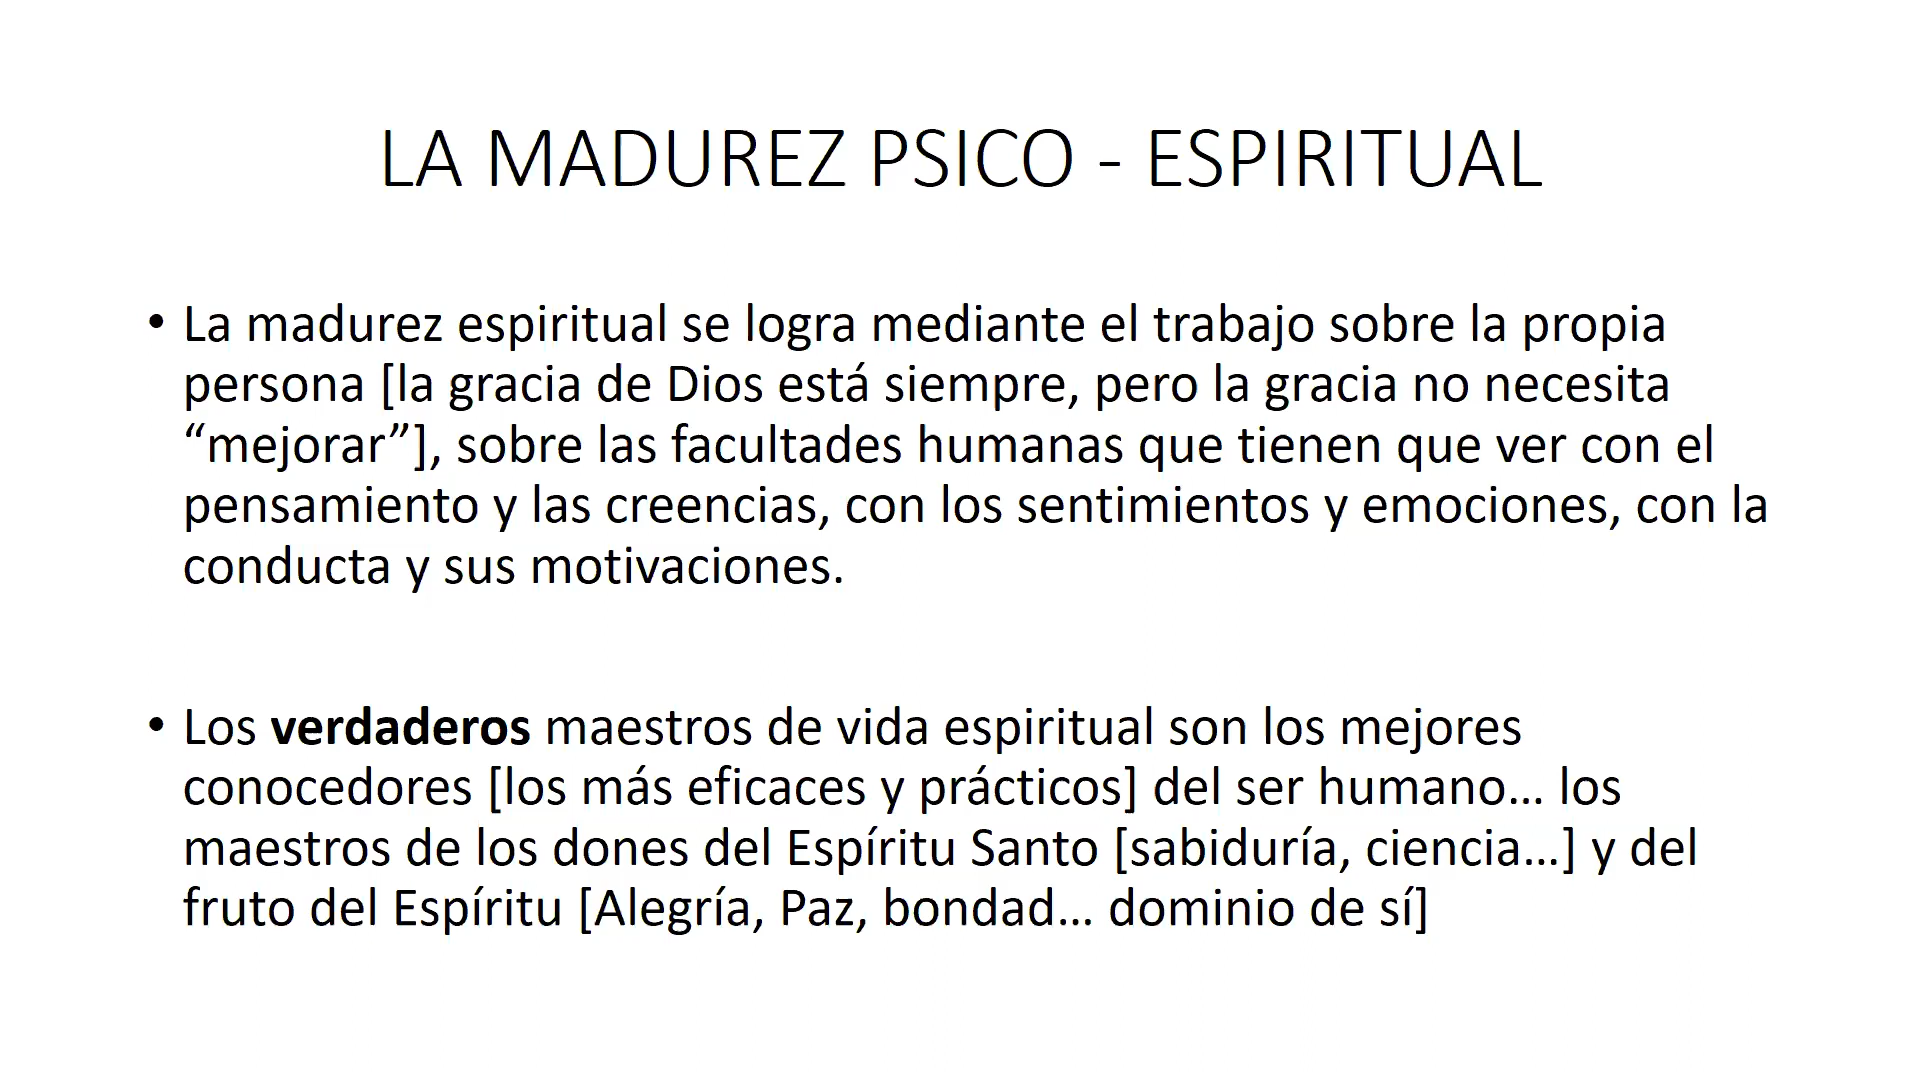 LA MADUREZ PSICO - ESPIRITUAL
• La madurez espiritual se logra mediante el trabajo sobre la propia
persona [la gracia de Dios está siempre, pero la gracia no necesita
“mejorar”], sobre las facultades humanas que tienen que ver con el
pensamiento y las creencias, con los sentimientos y emociones, con la
conducta y sus motivaciones.
• Los verdaderos maestros de vida espiritual son los mejores
conocedores [los más eficaces y prácticos] del ser humano… los
maestros de los dones del Espíritu Santo [sabiduría, ciencia…] y del
fruto del Espíritu [Alegría, Paz, bondad… dominio de sí]